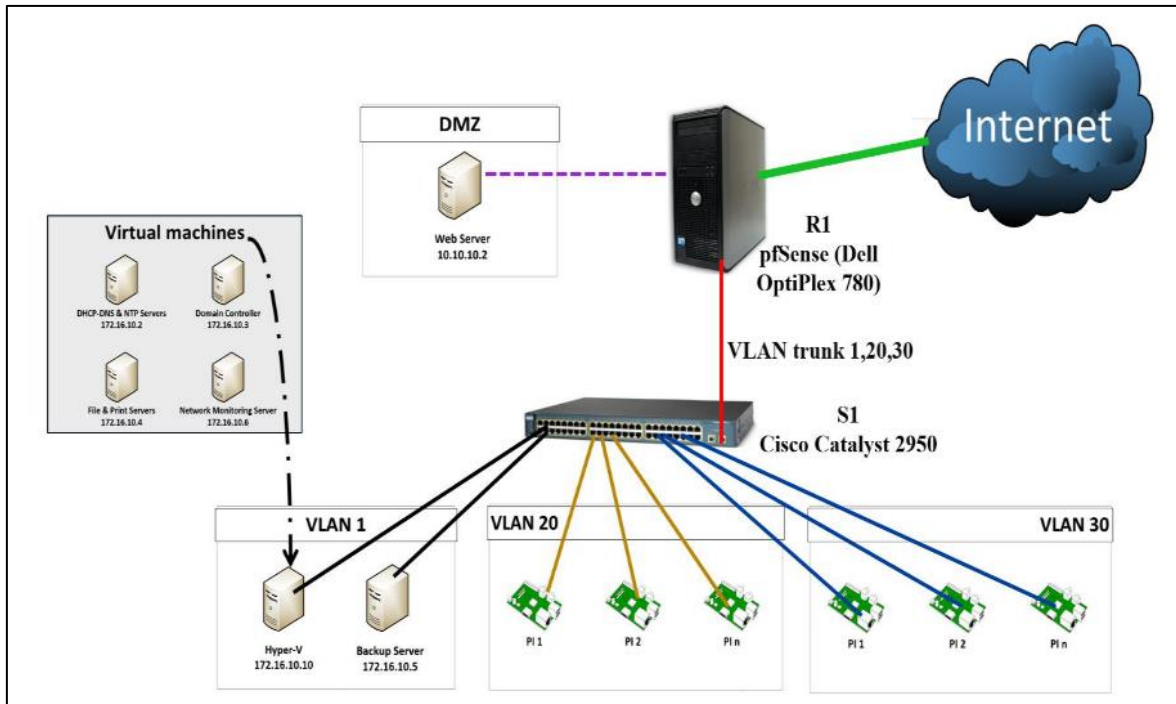 Internet
DMZ
Web Server
10.10.10.2
R1
pfSense (Dell
OptiPlex 780)
Virtual machines
DHCP-DNS & NTP Servers
172.16.10.2
Domain Controller
172.16.10.3
File & Print Servers
172.16.10.4
Network Monitoring Server
172.16.10.6
VLAN trunk 1,20,30
S1
Cisco Catalyst 2950
VLAN 1
Hyper-V
172.16.10.10
Backup Server
172.16.10.5
VLAN 20
PI 1
PI 2
PI n
VLAN 30
PI 1
PI 2
PI n